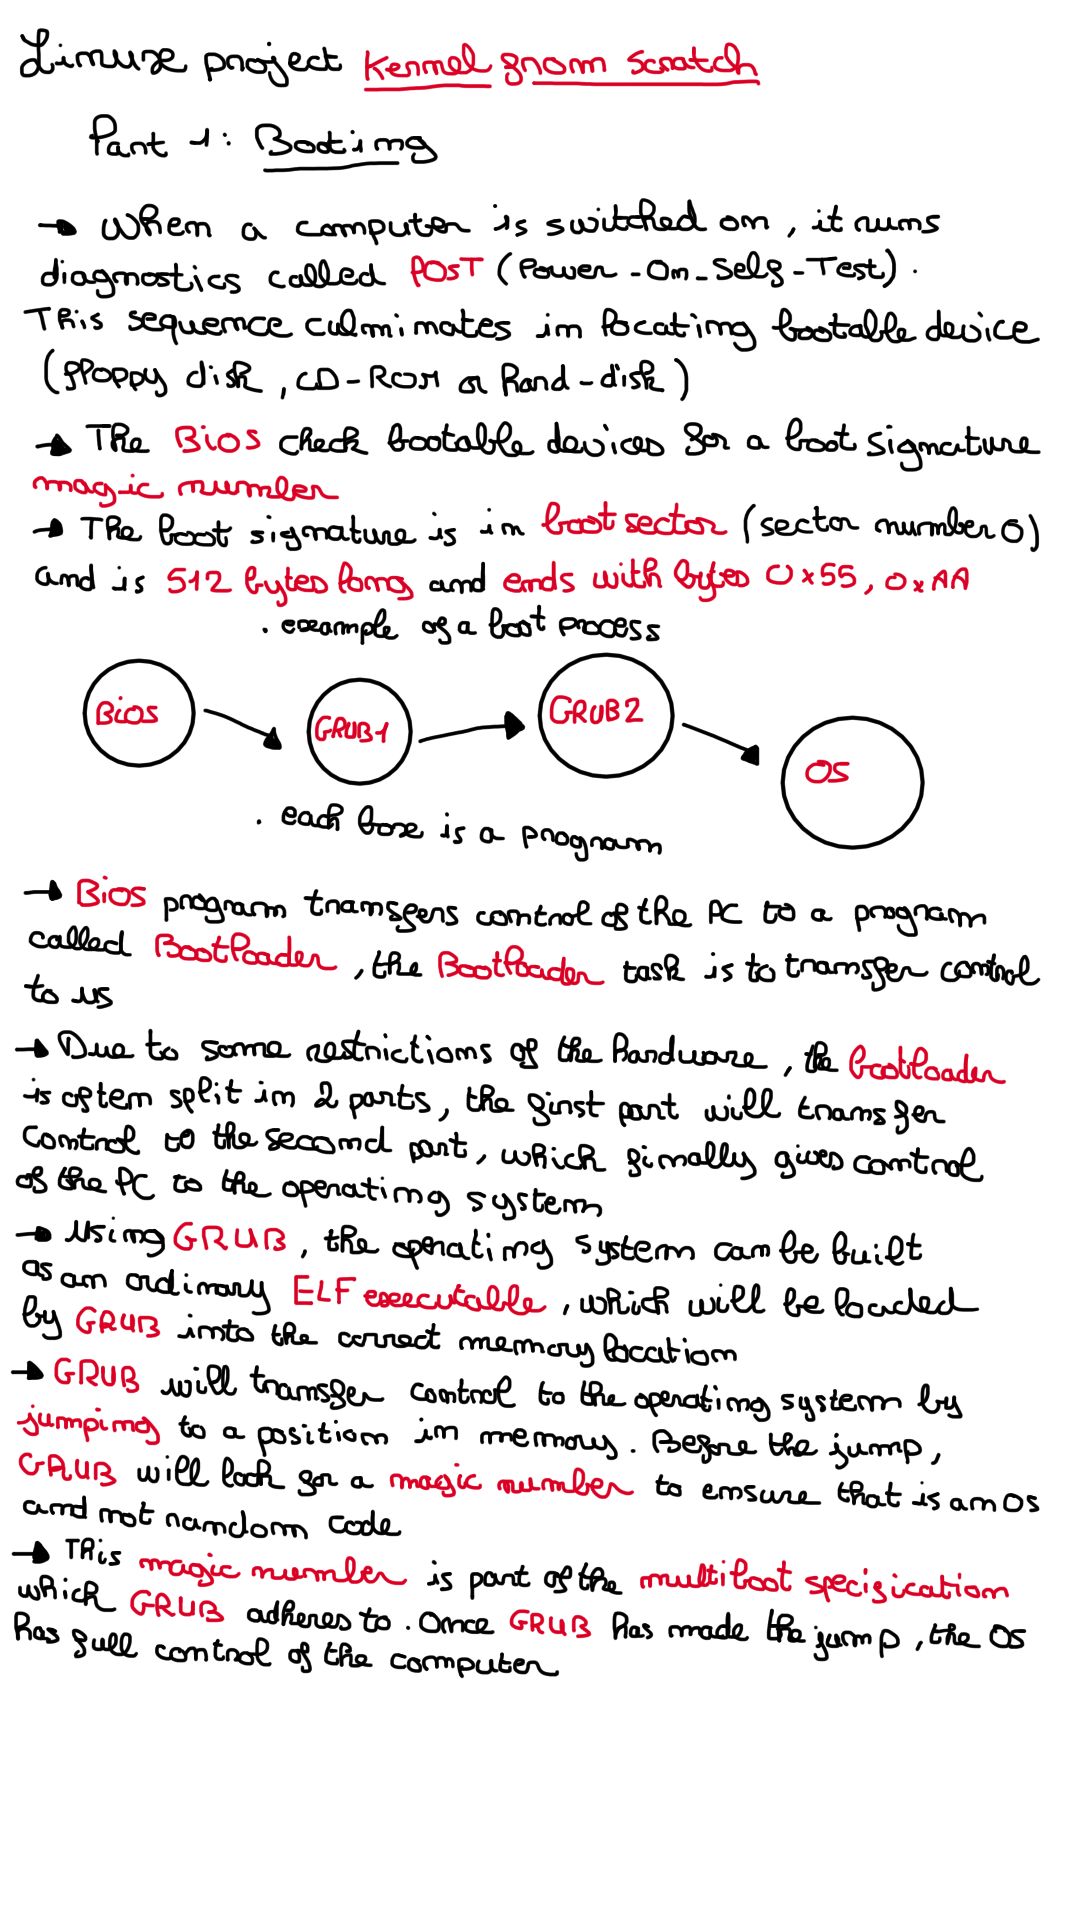 Linux project Kernel from scratch
Part 1: Booting
→ When a computer is switched on, it runs
diagnostics called POST (Power-On-Self-Test).
This sequence culminates in locating bootable device
(floppy disk, CD-ROM or hard-disk)
→ The Bios check bootable devices for a boot signature
magic number
→ The boot signature is in boot sector (sector number 0)
and is 512 bytes long and ends with bytes 0x55, 0xAA
. example of a boot process
Bios
GRUB1
GRUB2
OS
. each box is a program
→ Bios program transfers control of the PC to a program
called Bootloader, the Bootloader task is to transfer control
to us
→ Due to some restrictions of the hardware, the bootloader
is often split in 2 parts, the first part will transfer
control to the second part, which finally gives control
of the PC to the operating system
→ Using GRUB, the operating system can be built
as an ordinary ELF executable, which will be loaded
by GRUB into the correct memory location
→ GRUB will transfer control to the operating system by
jumping to a position in memory. Before the jump,
GRUB will look for a magic number to ensure that is an OS
and not random code
→ This magic number is part of the multiboot specification
which GRUB adheres to. Once GRUB has made the jump, the OS
has full control of the computer